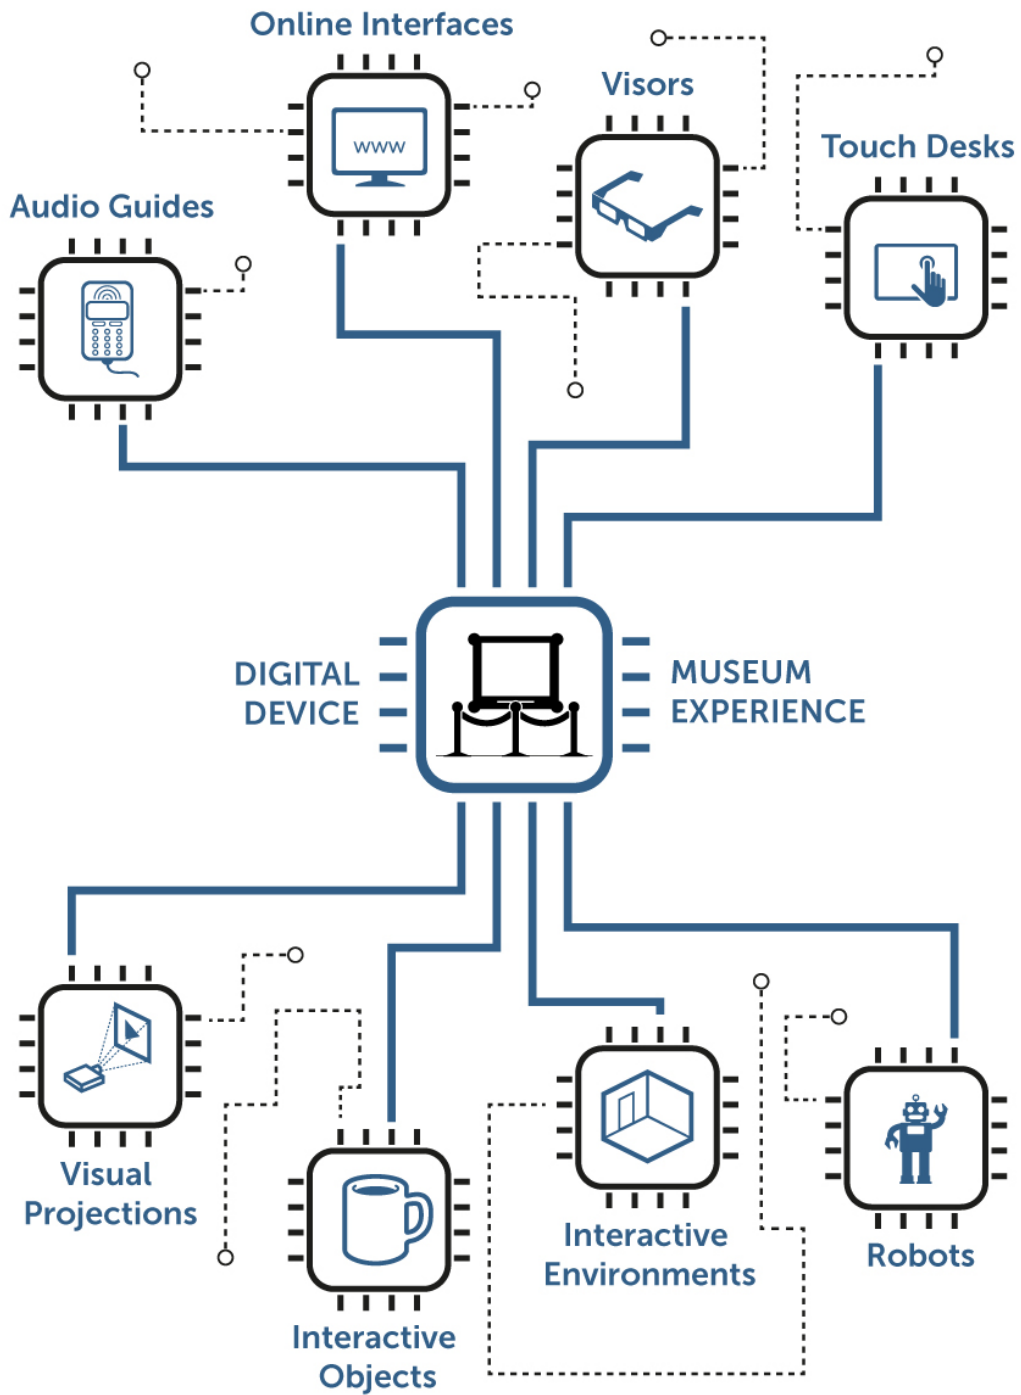 Online Interfaces
Visors
Touch Desks
Audio Guides
www
DIGITAL
DEVICE
MUSEUM
EXPERIENCE
Visual
Projections
Interactive
Objects
Interactive
Environments
Robots